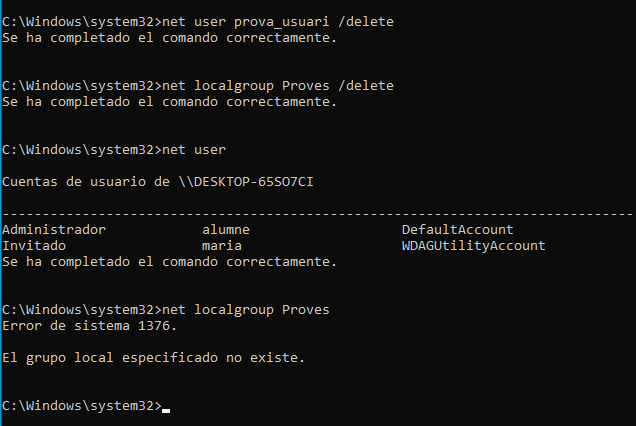 C:\Windows\system32>net user prova_usuari /delete
Se ha completado el comando correctamente.
C:\Windows\system32>net localgroup Proves /delete
Se ha completado el comando correctamente.
C:\Windows\system32>net user
Cuentas de usuario de \\DESKTOP-65SO7CI
-------------------------------------------------------------------------------
Administrador            alumne                   DefaultAccount
Invitado                 maria                    WDAGUtilityAccount
Se ha completado el comando correctamente.
C:\Windows\system32>net localgroup Proves
Error de sistema 1376.
El grupo local especificado no existe.
C:\Windows\system32>